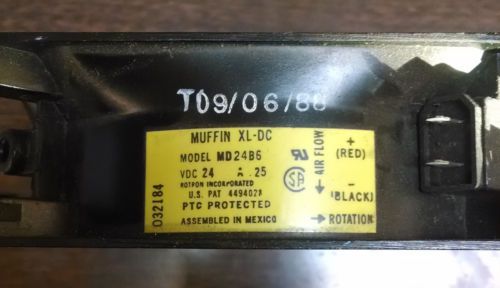 T09/06/88
MUFFIN XL-DC
MODEL MD24B6
VDC 24 A .25
ROTRON INCORPORATED
U.S. PAT 4494028
PTC PROTECTED
ASSEMBLED IN MEXICO
032184
AIR FLOW
+
(RED)
-
(BLACK)
ROTATION